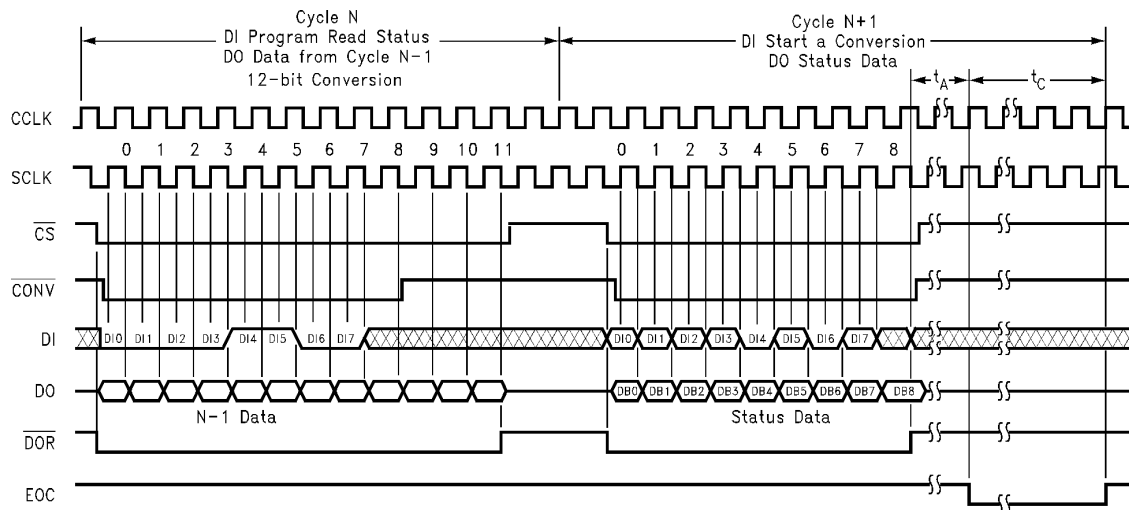 Cycle N
DI Program Read Status
DO Data from Cycle N-1
12-bit Conversion
Cycle N+1
DI Start a Conversion
DO Status Data
tA
tC
CCLK
0 1 2 3 4 5 6 7 8 9 10 11 0 1 2 3 4 5 6 7 8
SCLK
CS
CONV
DI DI0 DI1 DI2 DI3 DI4 DI5 DI6 DI7 DI0 DI1 DI2 DI3 DI4 DI5 DI6 DI7
DO DB0 DB1 DB2 DB3 DB4 DB5 DB6 DB7 DB8
N-1 Data Status Data
DOR
EOC